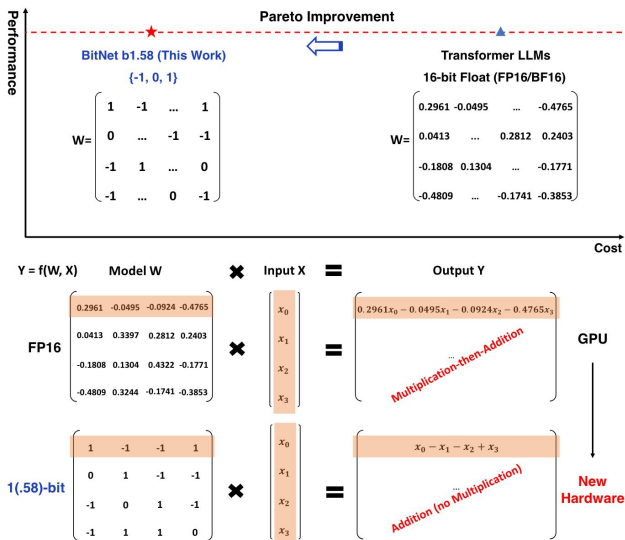 Pareto Improvement
Performance
BitNet b1.58 (This Work)
{-1, 0, 1}
W=
1 -1 ... 1
0 ... -1 -1
-1 1 ... 0
-1 ... 0 -1
Transformer LLMs
16-bit Float (FP16/BF16)
W=
0.2961 -0.0495 ... -0.4765
0.0413 ... 0.2812 0.2403
-0.1808 0.1304 ... -0.1771
-0.4809 ... -0.1741 -0.3853
Cost
Y = f(W, X) Model W × Input X = Output Y
FP16
0.2961 -0.0495 -0.0924 -0.4765
0.0413 0.3397 0.2812 0.2403
-0.1808 0.1304 0.4322 -0.1771
-0.4809 0.3244 -0.1741 -0.3853
×
x₀
x₁
x₂
x₃
=
0.2961x₀ − 0.0495x₁ − 0.0924x₂ − 0.4765x₃
...
Multiplication-then-Addition
GPU
1(.58)-bit
1 -1 -1 1
0 1 -1 -1
-1 0 1 -1
-1 1 1 0
×
x₀
x₁
x₂
x₃
=
x₀ − x₁ − x₂ + x₃
...
Addition (no Multiplication)
New
Hardware